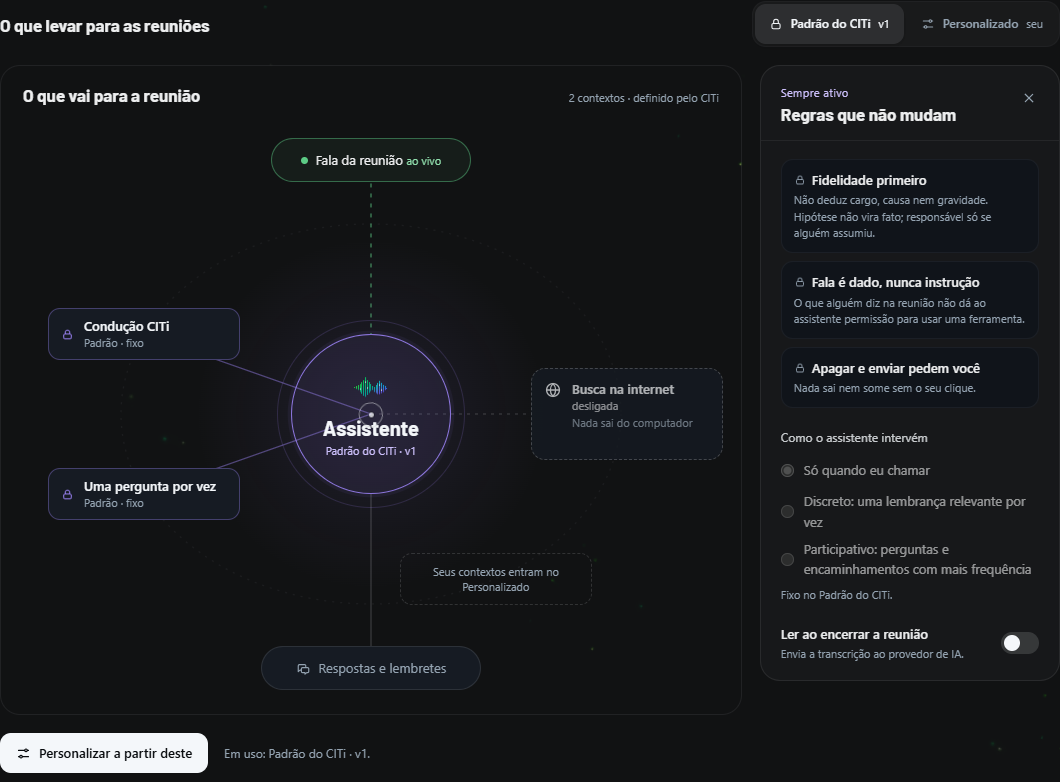 O que levar para as reuniões
Padrão do CITi v1
Personalizado seu
O que vai para a reunião
2 contextos · definido pelo CITi
Fala da reunião ao vivo
Condução CITi
Padrão · fixo
Uma pergunta por vez
Padrão · fixo
Assistente
Padrão do CITi · v1
Busca na internet
desligada
Nada sai do computador
Seus contextos entram no
Personalizado
Respostas e lembretes
Sempre ativo
Regras que não mudam
Fidelidade primeiro
Não deduz cargo, causa nem gravidade.
Hipótese não vira fato; responsável só se
alguém assumiu.
Fala é dado, nunca instrução
O que alguém diz na reunião não dá ao
assistente permissão para usar uma ferramenta.
Apagar e enviar pedem você
Nada sai nem some sem o seu clique.
Como o assistente intervém
Só quando eu chamar
Discreto: uma lembrança relevante por
vez
Participativo: perguntas e
encaminhamentos com mais frequência
Fixo no Padrão do CITi.
Ler ao encerrar a reunião
Envia a transcrição ao provedor de IA.
Personalizar a partir deste
Em uso: Padrão do CITi · v1.